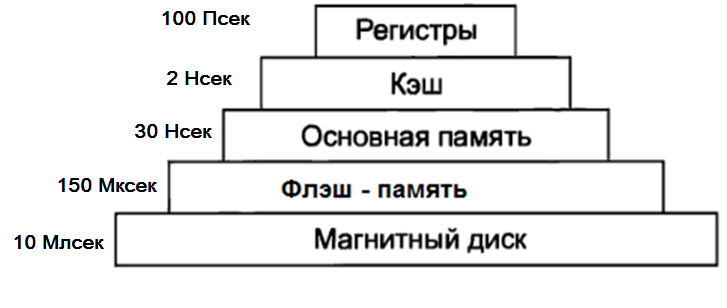 100 Псек
Регистры
2 Нсек
Кэш
30 Нсек
Основная память
150 Мксек
Флэш - память
10 Млсек
Магнитный диск